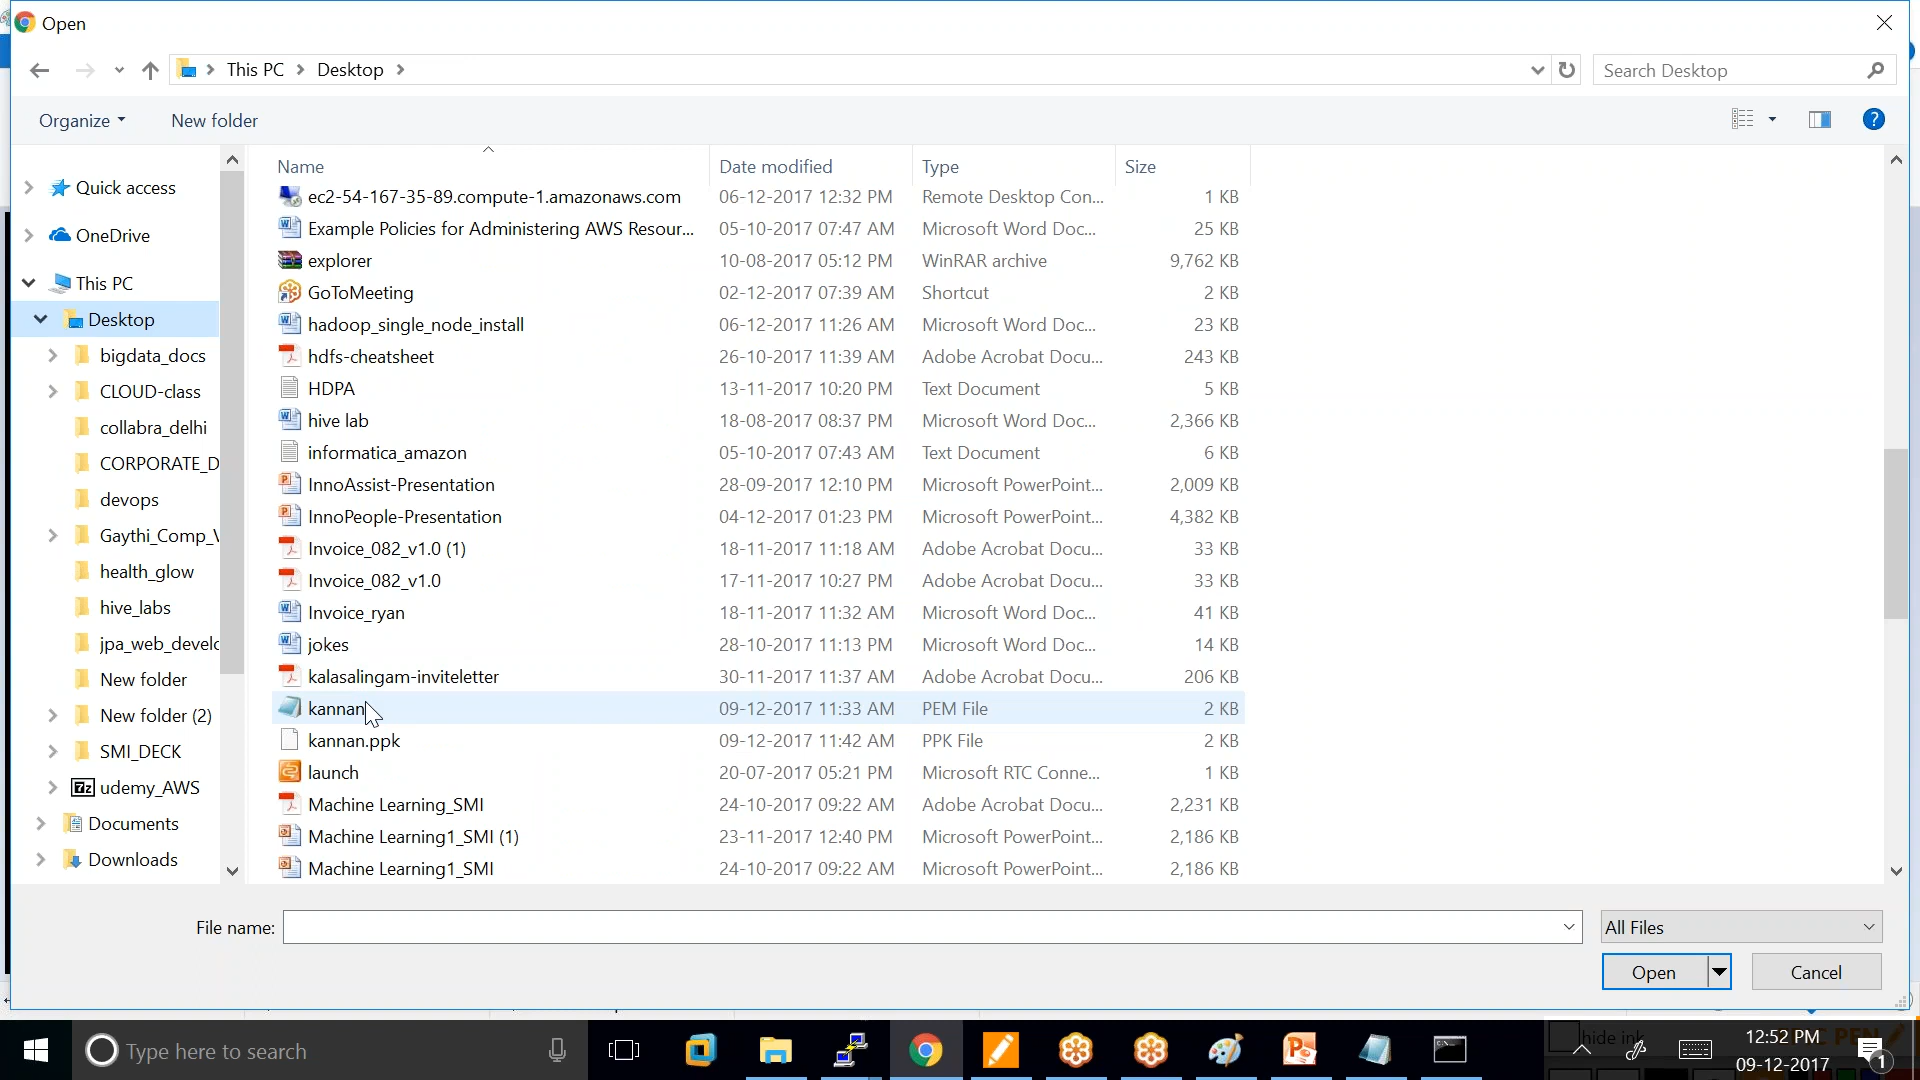 Open
This PC > Desktop >
Search Desktop
Organize
New folder
Name
Date modified
Type
Size
Quick access
OneDrive
This PC
Desktop
bigdata_docs
CLOUD-class
collabra_delhi
CORPORATE_D
devops
Gaythi_Comp_V
health_glow
hive_labs
jpa_web_develo
New folder
New folder (2)
SMI_DECK
7z udemy_AWS
Documents
Downloads
ec2-54-167-35-89.compute-1.amazonaws.com 06-12-2017 12:32 PM Remote Desktop Con... 1 KB
Example Policies for Administering AWS Resour... 05-10-2017 07:47 AM Microsoft Word Doc... 25 KB
explorer 10-08-2017 05:12 PM WinRAR archive 9,762 KB
GoToMeeting 02-12-2017 07:39 AM Shortcut 2 KB
hadoop_single_node_install 06-12-2017 11:26 AM Microsoft Word Doc... 23 KB
hdfs-cheatsheet 26-10-2017 11:39 AM Adobe Acrobat Docu... 243 KB
HDPA 13-11-2017 10:20 PM Text Document 5 KB
hive lab 18-08-2017 08:37 PM Microsoft Word Doc... 2,366 KB
informatica_amazon 05-10-2017 07:43 AM Text Document 6 KB
InnoAssist-Presentation 28-09-2017 12:10 PM Microsoft PowerPoint... 2,009 KB
InnoPeople-Presentation 04-12-2017 01:23 PM Microsoft PowerPoint... 4,382 KB
Invoice_082_v1.0 (1) 18-11-2017 11:18 AM Adobe Acrobat Docu... 33 KB
Invoice_082_v1.0 17-11-2017 10:27 PM Adobe Acrobat Docu... 33 KB
Invoice_ryan 18-11-2017 11:32 AM Microsoft Word Doc... 41 KB
jokes 28-10-2017 11:13 PM Microsoft Word Doc... 14 KB
kalasalingam-inviteletter 30-11-2017 11:37 AM Adobe Acrobat Docu... 206 KB
kannan 09-12-2017 11:33 AM PEM File 2 KB
kannan.ppk 09-12-2017 11:42 AM PPK File 2 KB
launch 20-07-2017 05:21 PM Microsoft RTC Conne... 1 KB
Machine Learning_SMI 24-10-2017 09:22 AM Adobe Acrobat Docu... 2,231 KB
Machine Learning1_SMI (1) 23-11-2017 12:40 PM Microsoft PowerPoint... 2,186 KB
Machine Learning1_SMI 24-10-2017 09:22 AM Microsoft PowerPoint... 2,186 KB
File name:
All Files
Open
Cancel
Type here to search
hide ink
PEN
12:52 PM
09-12-2017
1